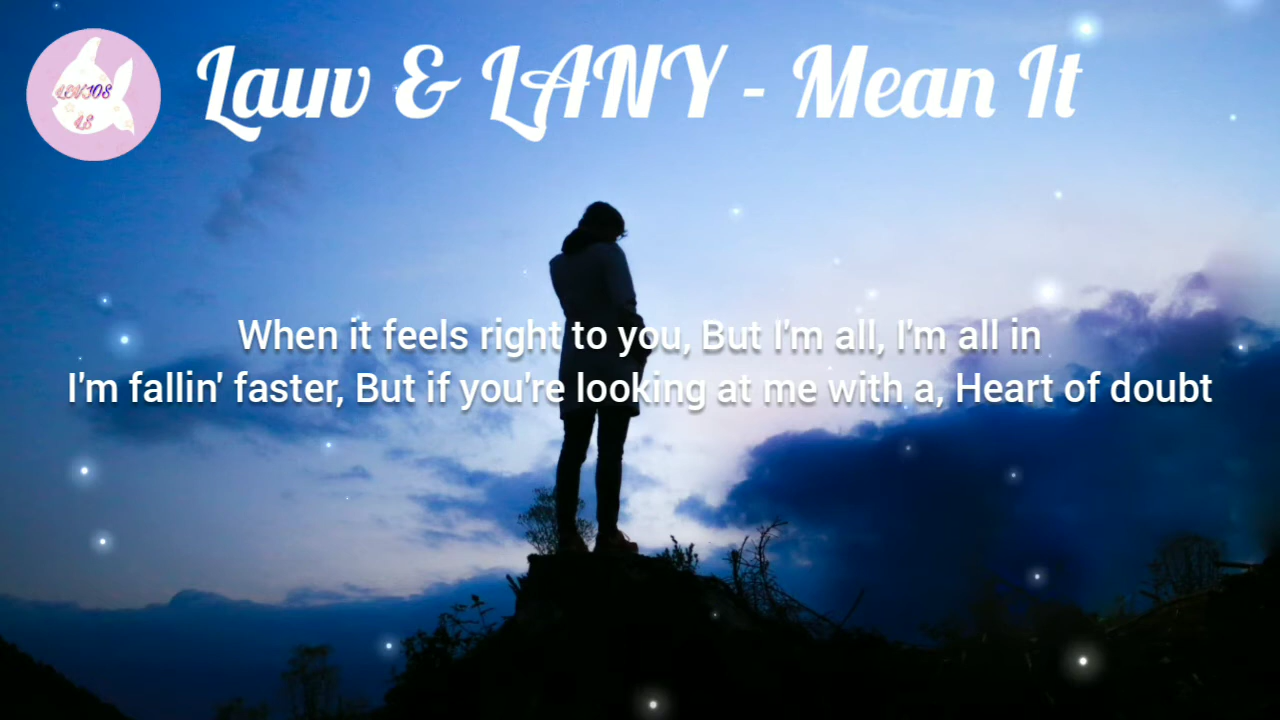 Lauv & LANY - Mean It
When it feels right to you, But I'm all, I'm all in
I'm fallin' faster, But if you're looking at me with a, Heart of doubt